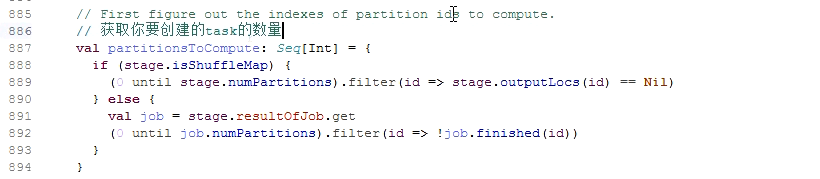 885 // First figure out the indexes of partition ids to compute.
886 // 获取你要创建的task的数量
887 val partitionsToCompute: Seq[Int] = {
888 if (stage.isShuffleMap) {
889 (0 until stage.numPartitions).filter(id => stage.outputLocs(id) == Nil)
890 } else {
891 val job = stage.resultOfJob.get
892 (0 until job.numPartitions).filter(id => !job.finished(id))
893 }
894 }